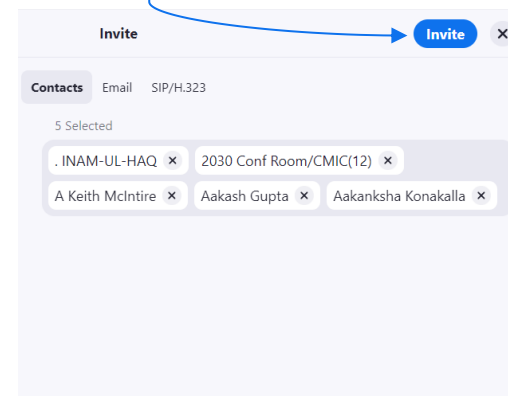 Invite Invite ×
Contacts Email SIP/H.323
5 Selected
. INAM-UL-HAQ × 2030 Conf Room/CMIC(12) ×
A Keith McIntire × Aakash Gupta × Aakanksha Konakalla ×